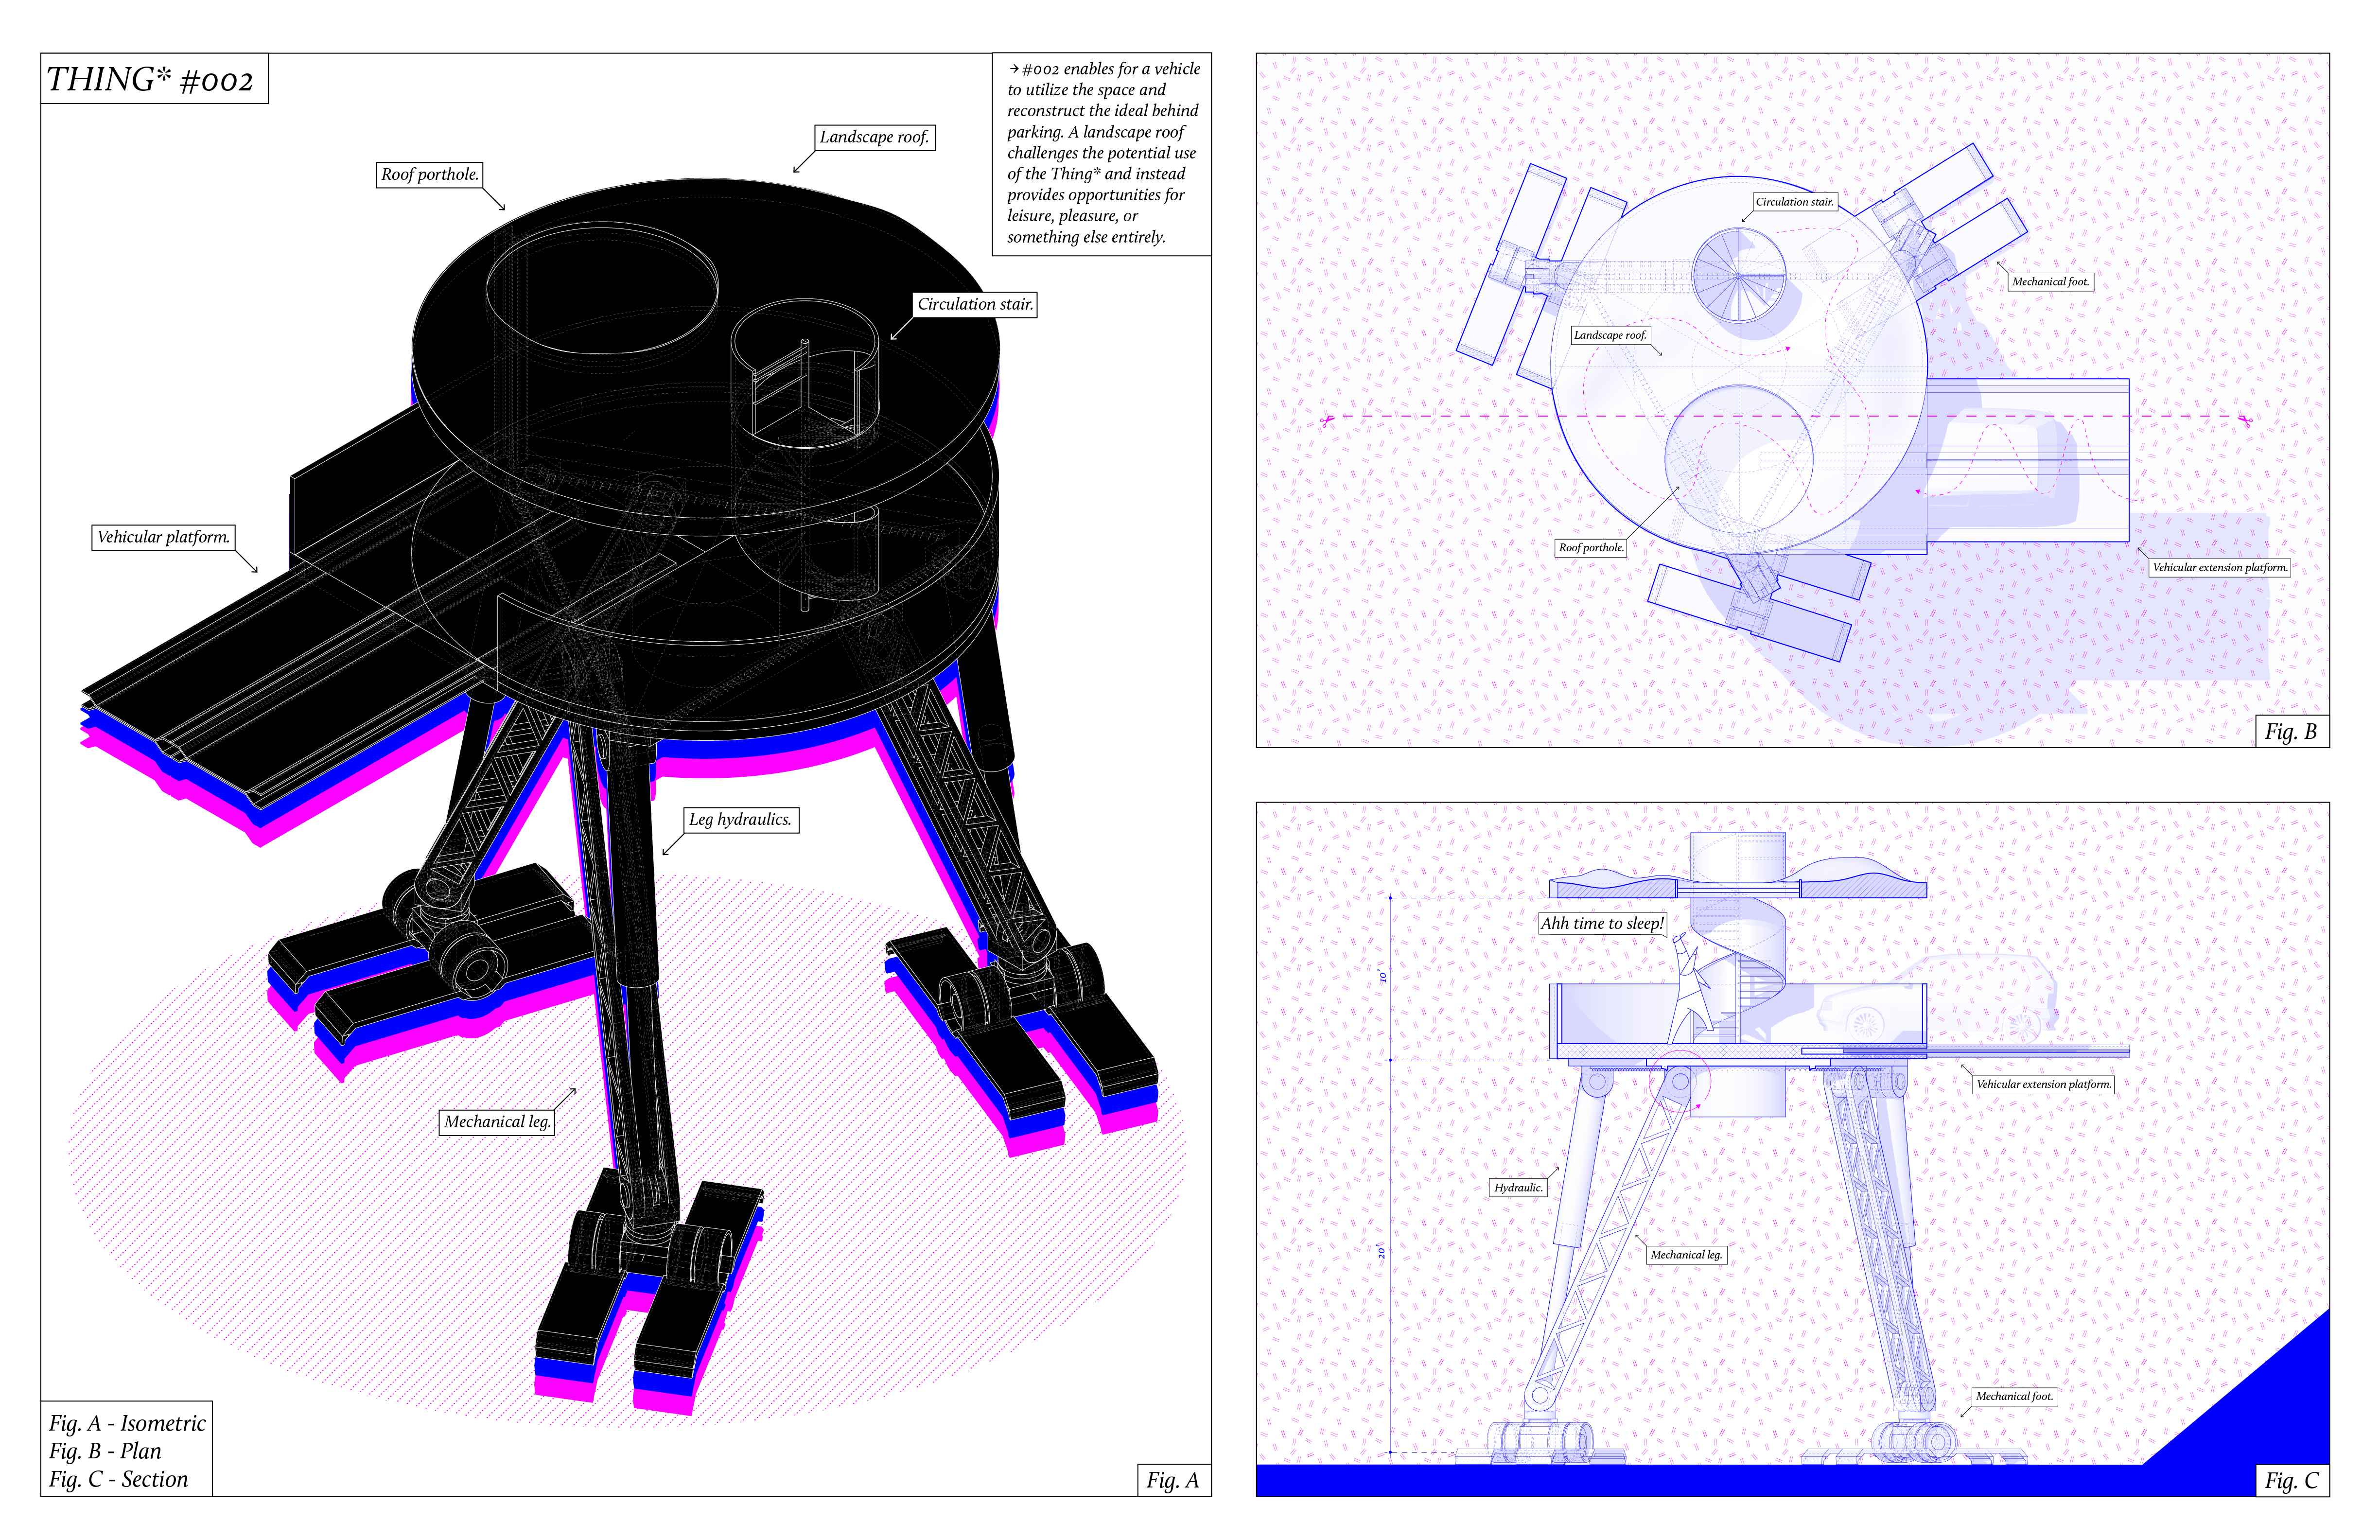 THING* #002
→ #002 enables for a vehicle
to utilize the space and
reconstruct the ideal behind
parking. A landscape roof
challenges the potential use
of the Thing* and instead
provides opportunities for
leisure, pleasure, or
something else entirely.
Landscape roof.
Roof porthole.
Circulation stair.
Vehicular platform.
Leg hydraulics.
Mechanical leg.
Fig. A - Isometric
Fig. B - Plan
Fig. C - Section
Fig. A
Circulation stair.
Mechanical foot.
Landscape roof.
Roof porthole.
Vehicular extension platform.
Fig. B
Ahh time to sleep!
10'
Vehicular extension platform.
Hydraulic.
20'
Mechanical leg.
Mechanical foot.
Fig. C